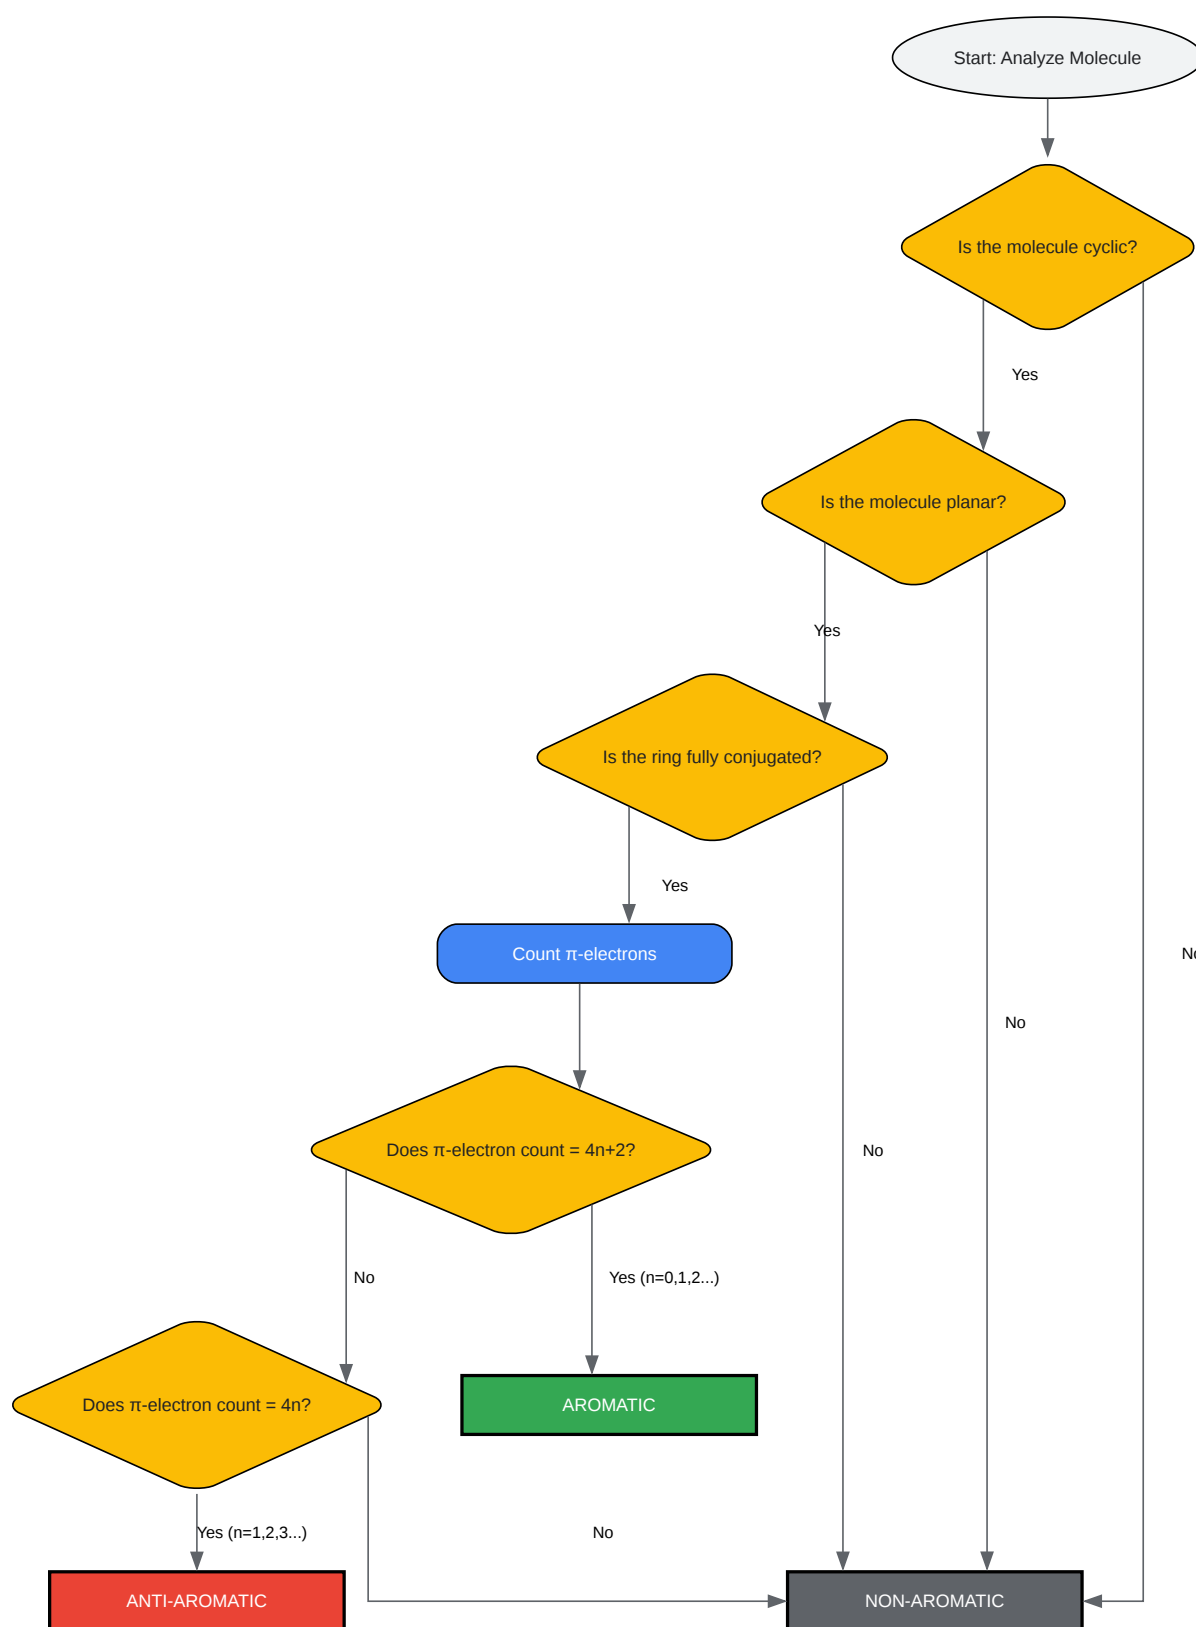 Start: Analyze Molecule
Is the molecule cyclic?
Yes
Is the molecule planar?
Yes
Is the ring fully conjugated?
Yes
Count π-electrons
No
No
Does π-electron count = 4n+2?
No
No
Yes (n=0,1,2...)
Does π-electron count = 4n?
AROMATIC
Yes (n=1,2,3...)
No
ANTI-AROMATIC
NON-AROMATIC